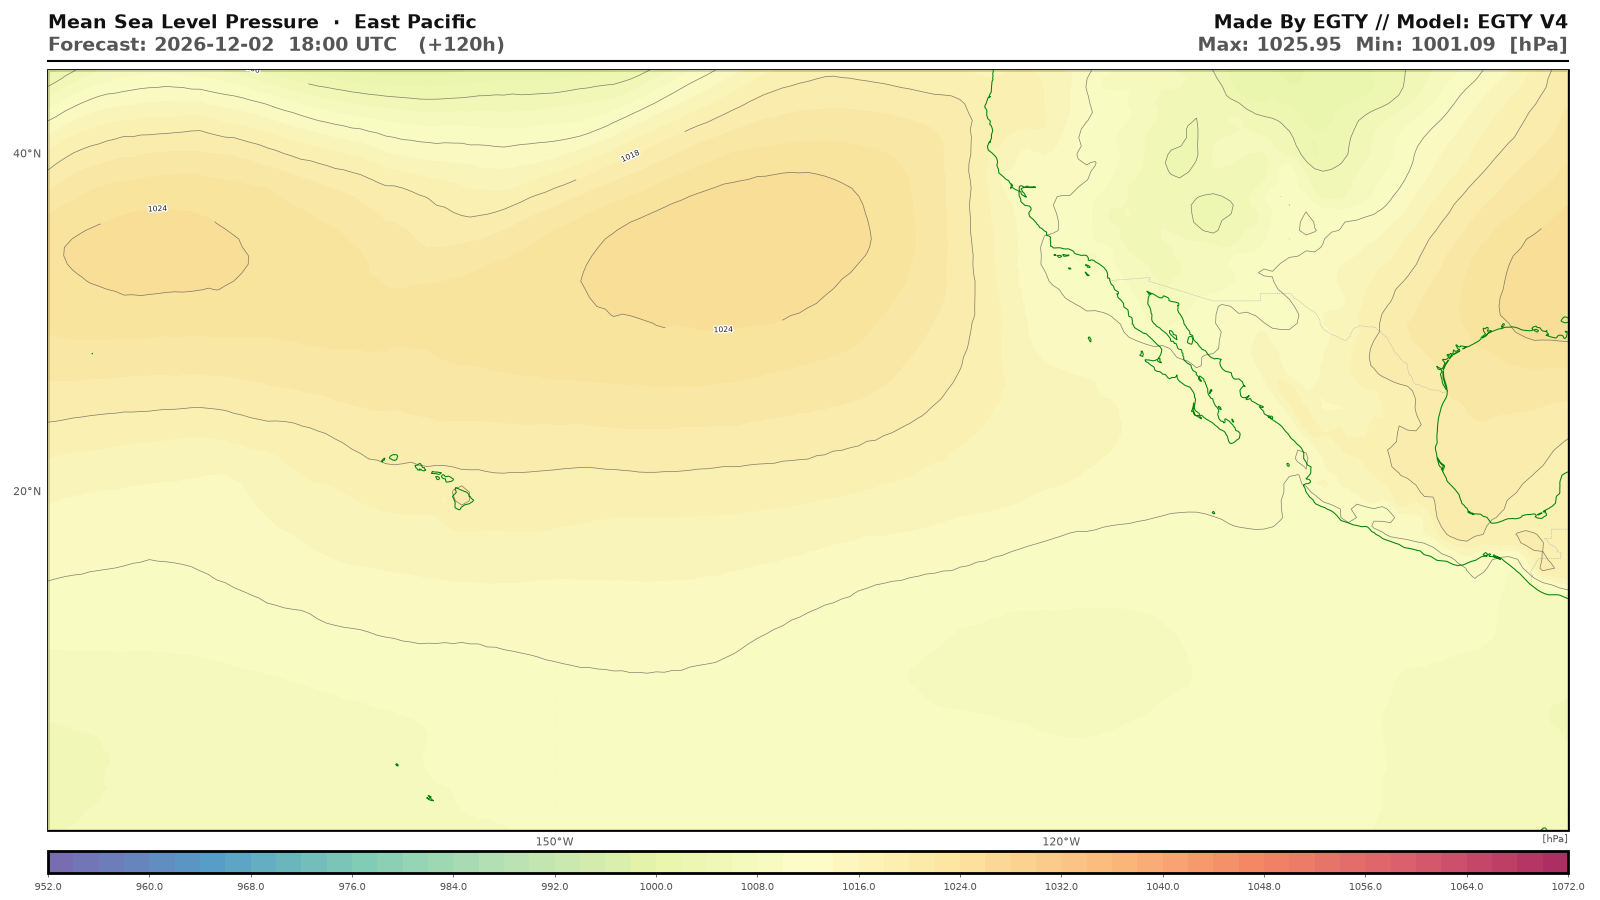 Mean Sea Level Pressure · East Pacific
Made By EGTY // Model: EGTY V4
Forecast: 2026-12-02 18:00 UTC (+120h)
Max: 1025.95 Min: 1001.09 [hPa]
40°N
1018
1024
1024
20°N
150°W
120°W
[hPa]
952.0 960.0 968.0 976.0 984.0 992.0 1000.0 1008.0 1016.0 1024.0 1032.0 1040.0 1048.0 1056.0 1064.0 1072.0